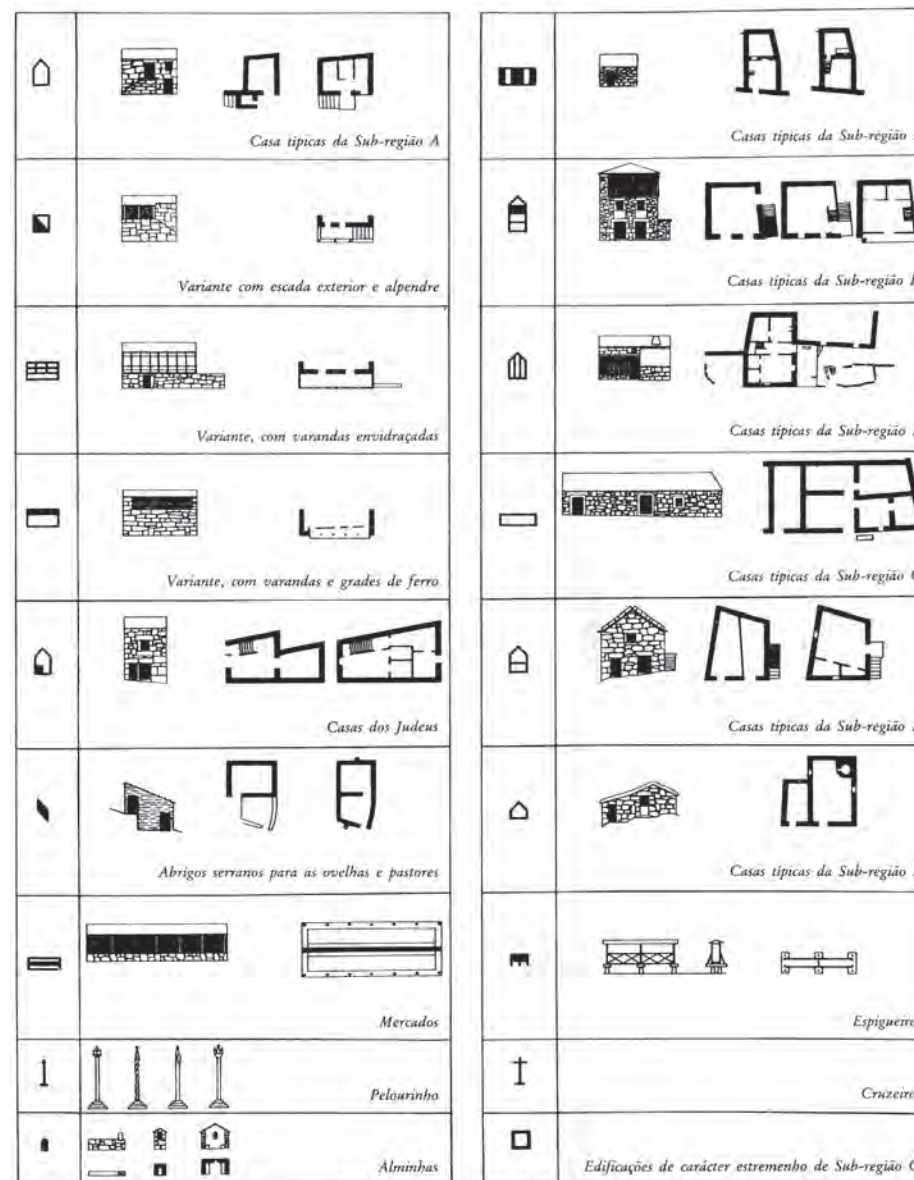 Casa típicas da Sub-região A
Variante com escada exterior e alpendre
Variante, com varandas envidraçadas
Variante, com varandas e grades de ferro
Casas dos Judeus
Abrigos serranos para as ovelhas e pastores
Mercados
Pelourinho
Alminhas
Casas típicas da Sub-região
Casas típicas da Sub-região
Casas típicas da Sub-região
Casas típicas da Sub-região
Casas típicas da Sub-região
Casas típicas da Sub-região
Espigueiro
Cruzeiro
Edificações de carácter estremenho de Sub-região